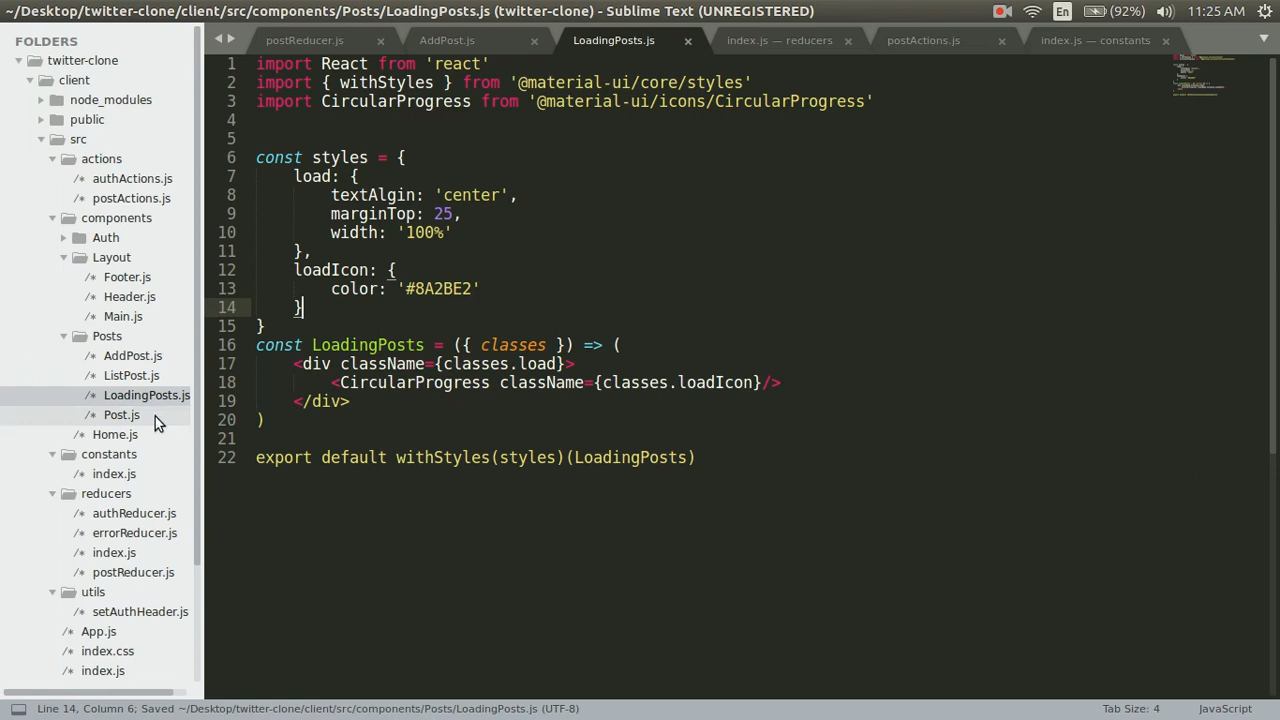 ~/Desktop/twitter-clone/client/src/components/Posts/LoadingPosts.js (twitter-clone) - Sublime Text (UNREGISTERED)
En
(92%)
11:25 AM
FOLDERS
twitter-clone
client
node_modules
public
src
actions
authActions.js
postActions.js
components
Auth
Layout
Footer.js
Header.js
Main.js
Posts
AddPost.js
ListPost.js
LoadingPosts.js
Post.js
Home.js
constants
index.js
reducers
authReducer.js
errorReducer.js
index.js
postReducer.js
utils
setAuthHeader.js
App.js
index.css
index.js
postReducer.js
AddPost.js
LoadingPosts.js
index.js — reducers
postActions.js
index.js — constants
1 import React from 'react'
2 import { withStyles } from '@material-ui/core/styles'
3 import CircularProgress from '@material-ui/icons/CircularProgress'
4
5
6 const styles = {
7 load: {
8 textAlgin: 'center',
9 marginTop: 25,
10 width: '100%'
11 },
12 loadIcon: {
13 color: '#8A2BE2'
14 }
15 }
16 const LoadingPosts = ({ classes }) => (
17 <div className={classes.load}>
18 <CircularProgress className={classes.loadIcon}/>
19 </div>
20 )
21
22 export default withStyles(styles)(LoadingPosts)
Line 14, Column 6; Saved ~/Desktop/twitter-clone/client/src/components/Posts/LoadingPosts.js (UTF-8)
Tab Size: 4
JavaScript